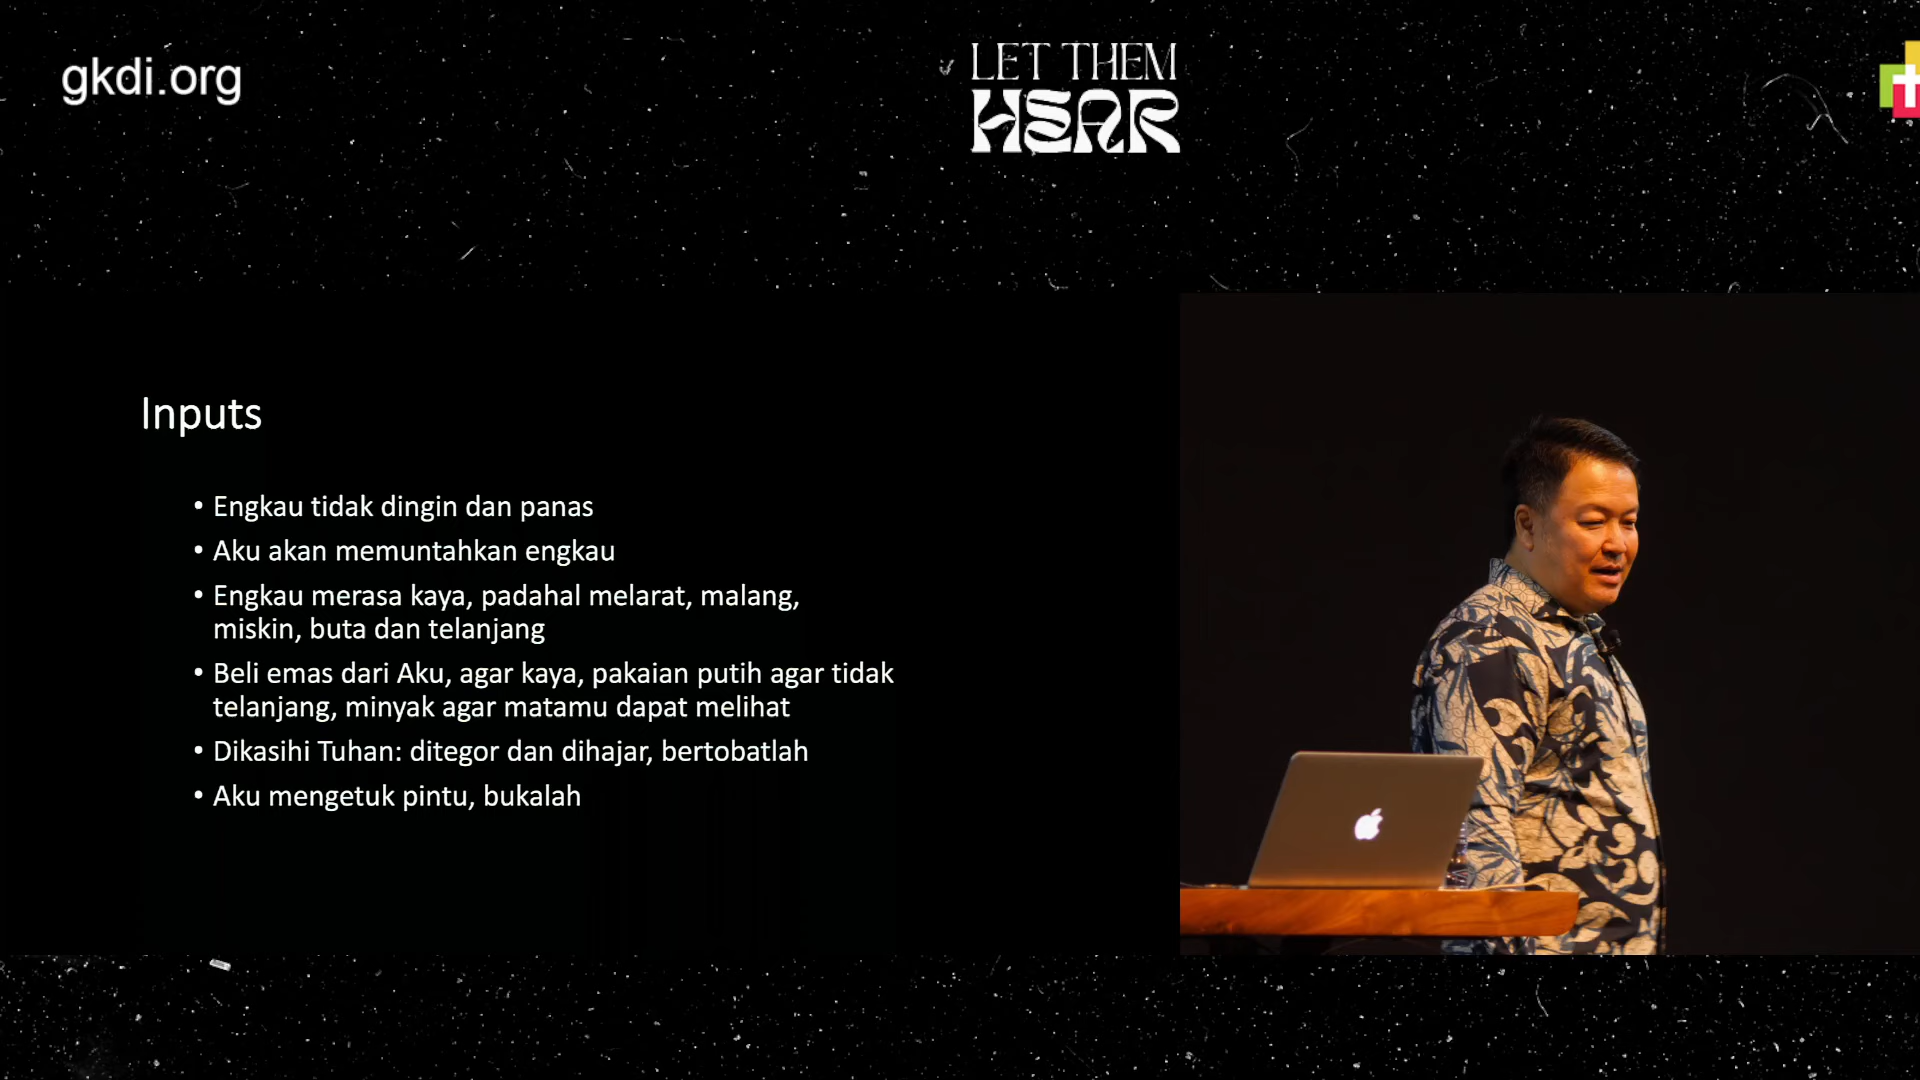 gkdi.org
LET THEM
HEAR
Inputs
• Engkau tidak dingin dan panas
• Aku akan memuntahkan engkau
• Engkau merasa kaya, padahal melarat, malang,
miskin, buta dan telanjang
• Beli emas dari Aku, agar kaya, pakaian putih agar tidak
telanjang, minyak agar matamu dapat melihat
• Dikasihi Tuhan: ditegor dan dihajar, bertobatlah
• Aku mengetuk pintu, bukalah